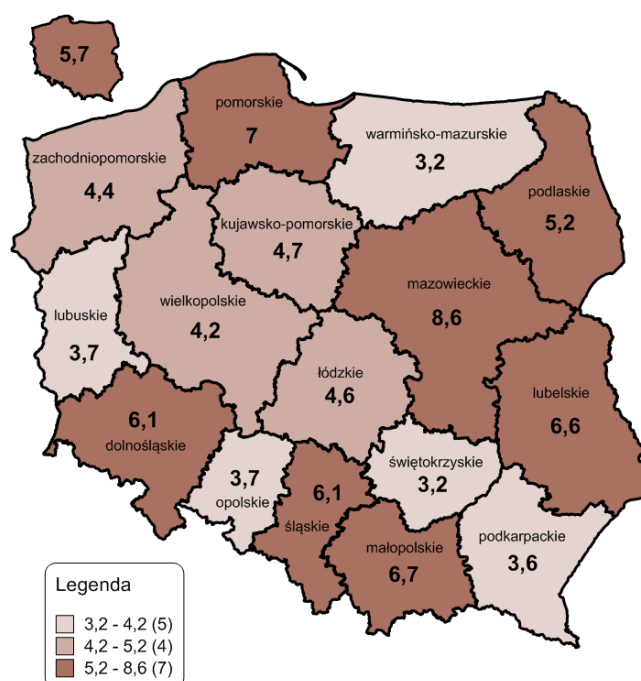 5,7
pomorskie
7
warmińsko-mazurskie
3,2
zachodniopomorskie
4,4
podlaskie
5,2
kujawsko-pomorskie
4,7
mazowieckie
8,6
wielkopolskie
4,2
lubuskie
3,7
łódzkie
4,6
lubelskie
6,6
6,1
dolnośląskie
świętokrzyskie
3,2
3,7
opolskie
6,1
śląskie
małopolskie
6,7
podkarpackie
3,6
Legenda
3,2 - 4,2 (5)
4,2 - 5,2 (4)
5,2 - 8,6 (7)